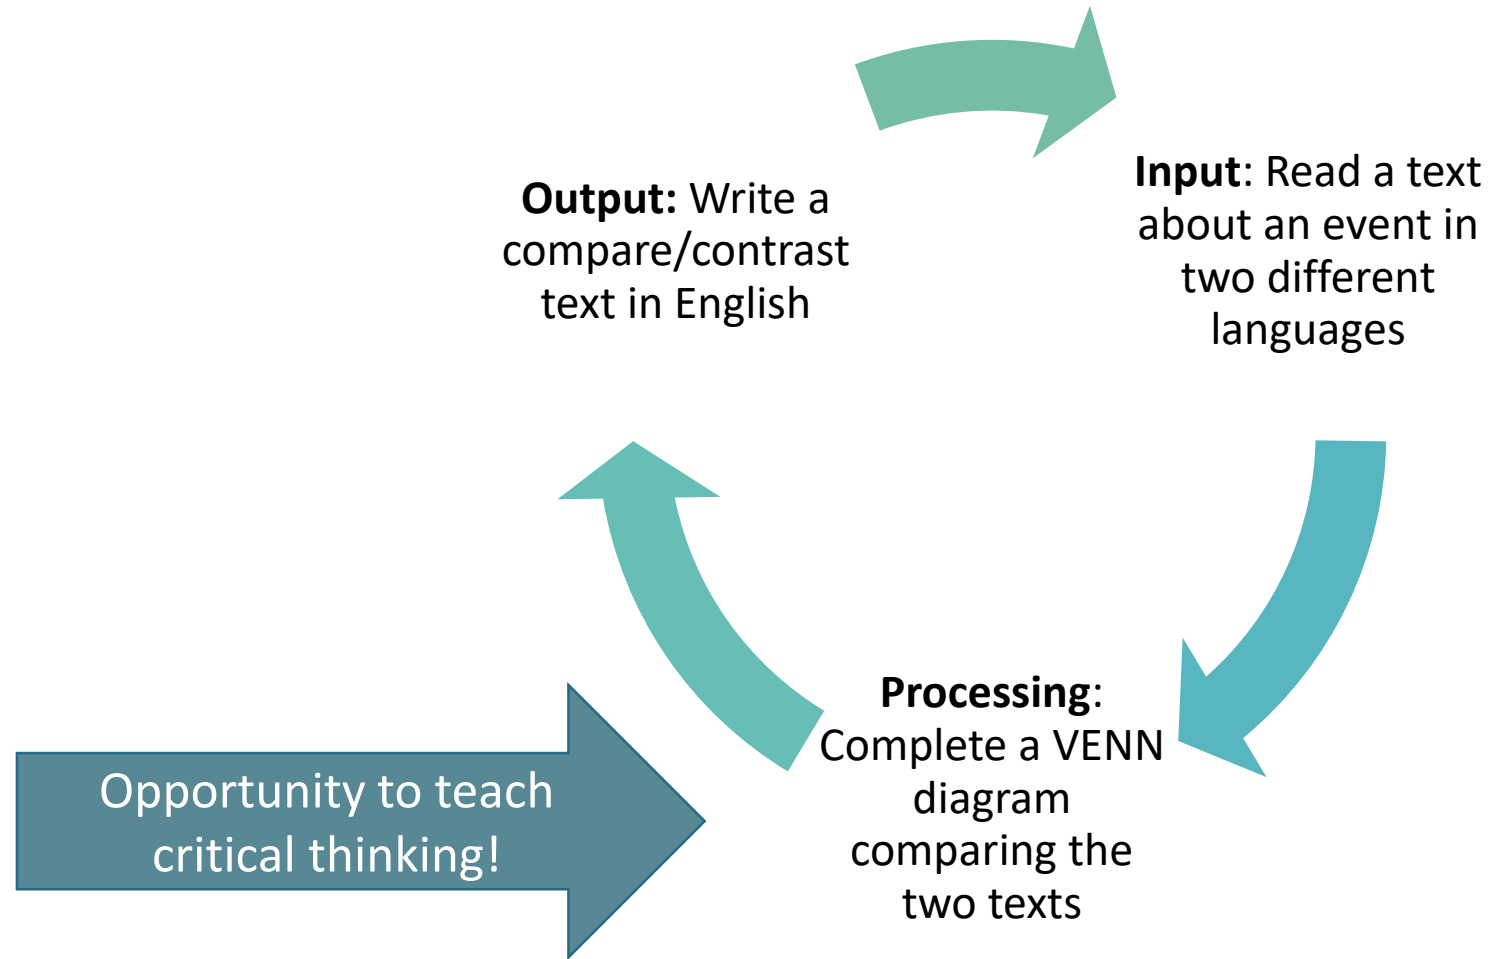 Output: Write a
compare/contrast
text in English
Input: Read a text
about an event in
two different
languages
Processing:
Complete a VENN
diagram
comparing the
two texts
Opportunity to teach
critical thinking!